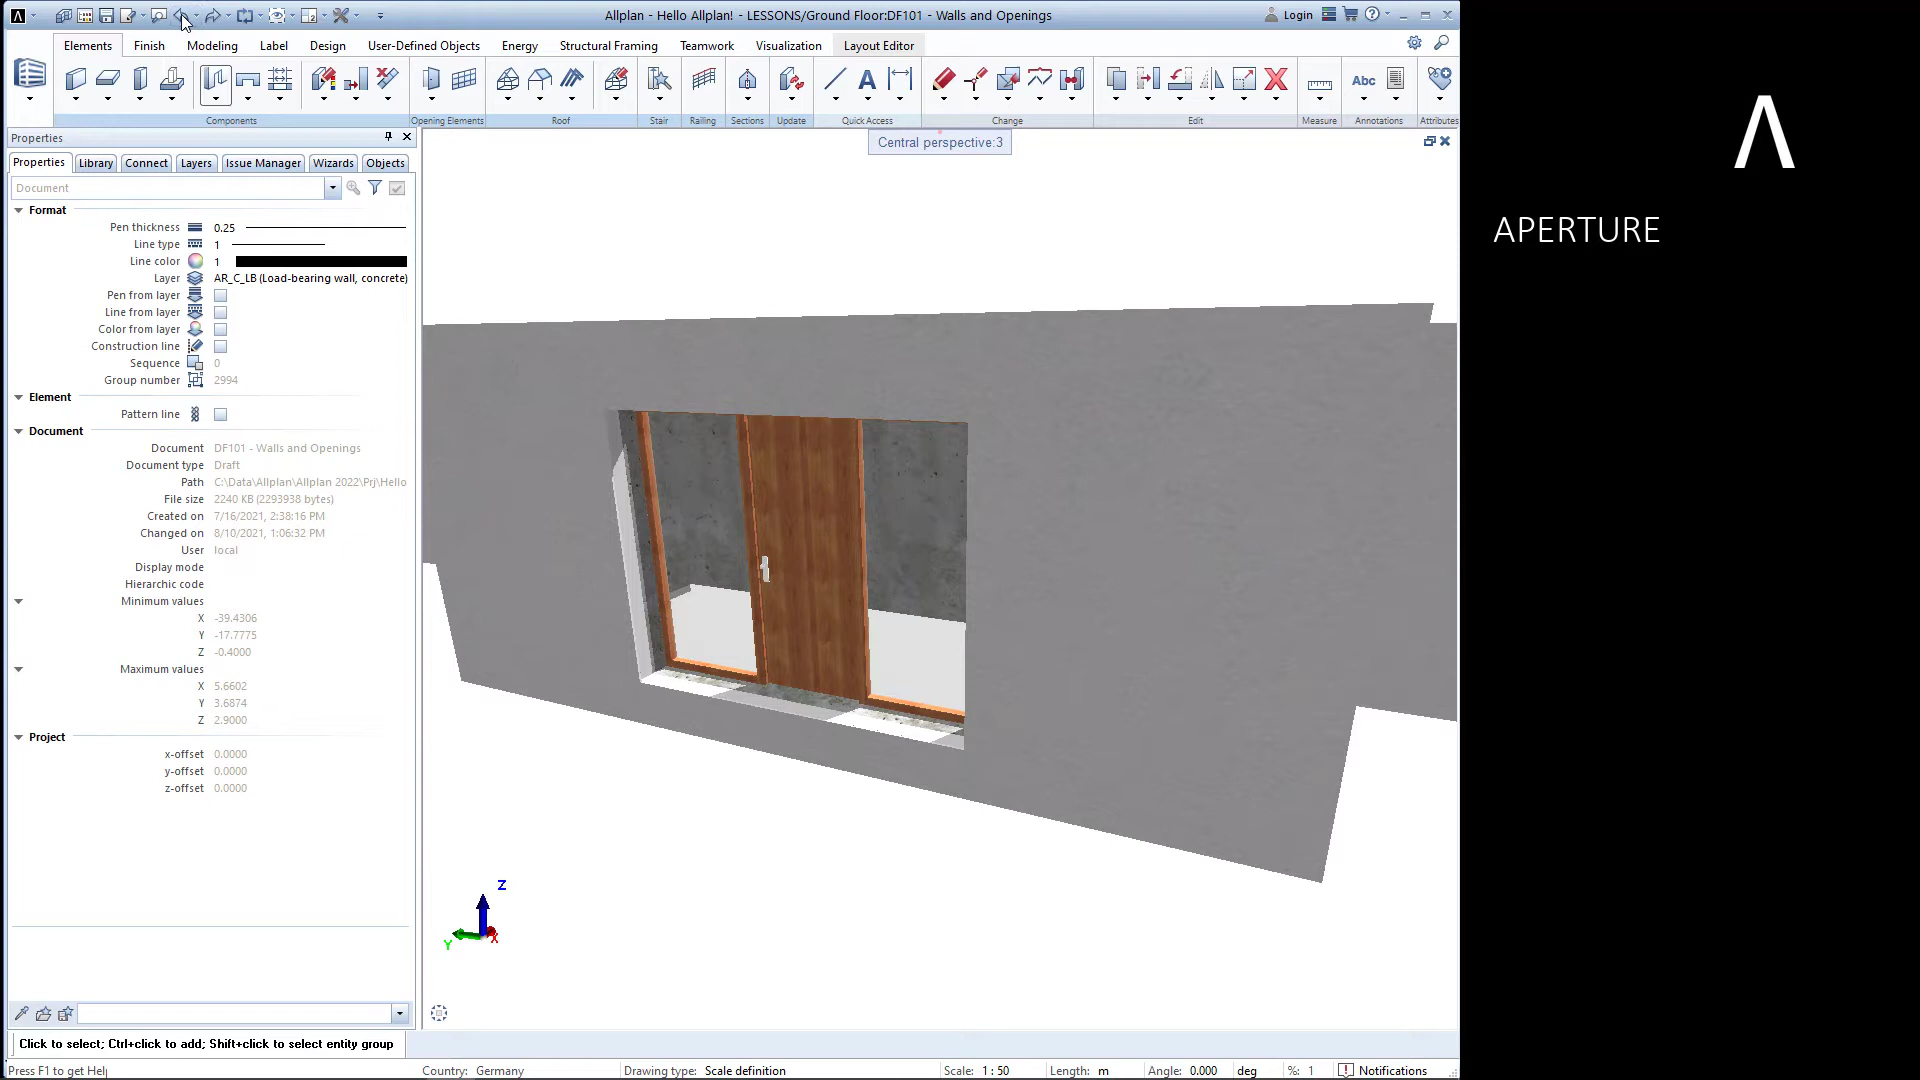 Allplan - Hello Allplan! - LESSONS/Ground Floor:DF101 - Walls and Openings
Login
Elements Finish Modeling Label Design User-Defined Objects Energy Structural Framing Teamwork Visualization Layout Editor
Abc
Components Opening Elements Roof Stair Railing Sections Update Quick Access Change Edit Measure Annotations Attributes
Properties
Properties Library Connect Layers Issue Manager Wizards Objects
Document
Format
Pen thickness 0.25
Line type 1
Line color 1
Layer AR_C_LB (Load-bearing wall, concrete)
Pen from layer
Line from layer
Color from layer
Construction line
Sequence 0
Group number 2994
Element
Pattern line
Document
Document DF101 - Walls and Openings
Document type Draft
Path C:\Data\Allplan\Allplan 2022\Prj\Hello
File size 2240 KB (2293938 bytes)
Created on 7/16/2021, 2:38:16 PM
Changed on 8/10/2021, 1:06:32 PM
User local
Display mode
Hierarchic code
Minimum values
X -39.4306
Y -17.7775
Z -0.4000
Maximum values
X 5.6602
Y 3.6874
Z 2.9000
Project
x-offset 0.0000
y-offset 0.0000
z-offset 0.0000
Central perspective:3
Z
Y X
Click to select; Ctrl+click to add; Shift+click to select entity group
Press F1 to get Help
Country: Germany Drawing type: Scale definition Scale: 1 : 50 Length: m Angle: 0.000 deg %: 1 Notifications
APERTURE